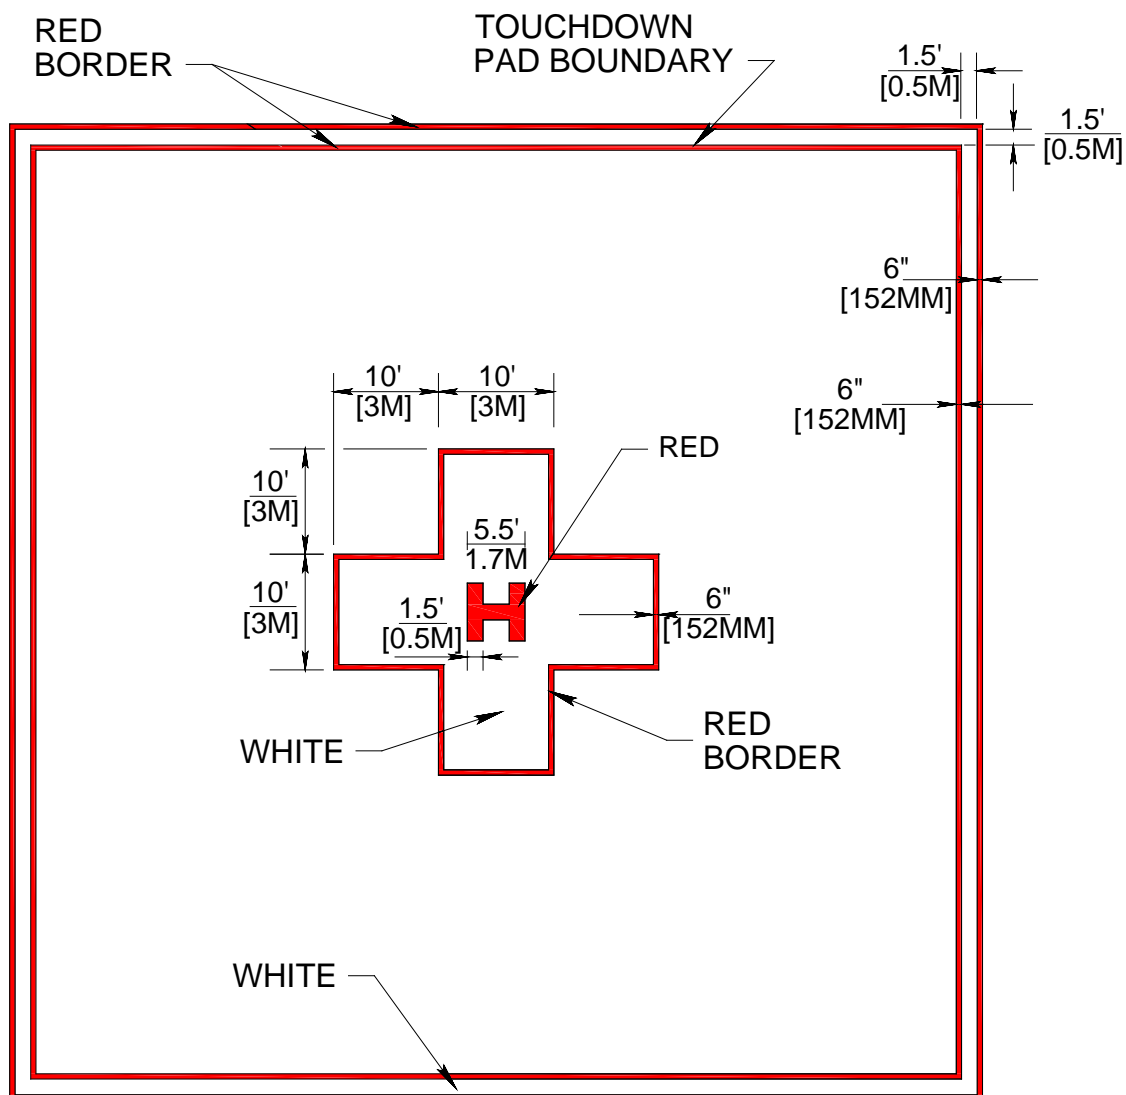 RED
BORDER
TOUCHDOWN
PAD BOUNDARY
1.5'
[0.5M]
1.5'
[0.5M]
6"
[152MM]
10'
[3M]
10'
[3M]
6"
[152MM]
RED
10'
[3M]
5.5'
1.7M
10'
[3M]
1.5'
[0.5M]
H
6"
[152MM]
WHITE
RED
BORDER
WHITE